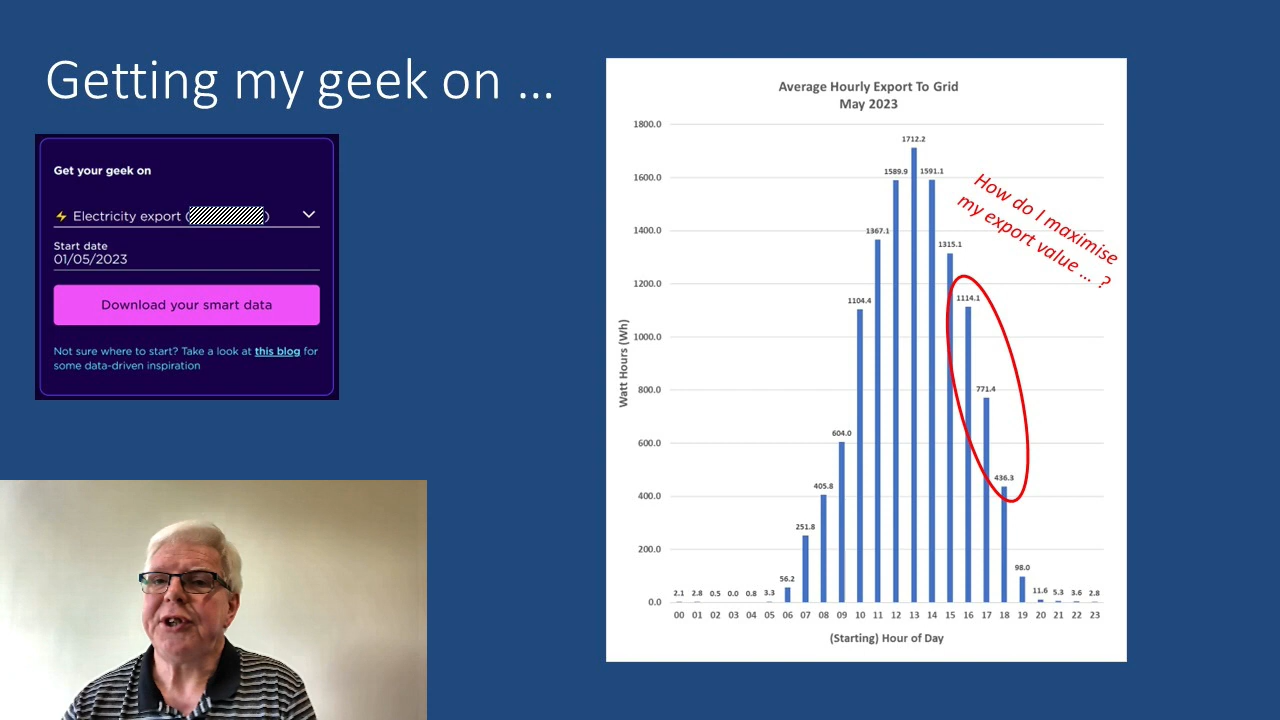 Getting my geek on ...
Get your geek on
Electricity export ( )
Start date
01/05/2023
Download your smart data
Not sure where to start? Take a look at this blog for
some data-driven inspiration
Average Hourly Export To Grid
May 2023
Watt Hours (Wh)
1800.0
1600.0
1400.0
1200.0
1000.0
800.0
600.0
400.0
200.0
0.0
2.1 2.8 0.5 0.0 0.8 3.3 56.2 251.8 405.8 604.0 1104.4 1367.1 1589.9 1712.2 1591.1 1315.1 1114.1 771.4 436.3 98.0 11.6 5.3 3.6 2.8
00 01 02 03 04 05 06 07 08 09 10 11 12 13 14 15 16 17 18 19 20 21 22 23
(Starting) Hour of Day
How do I maximise
my export value ... ?